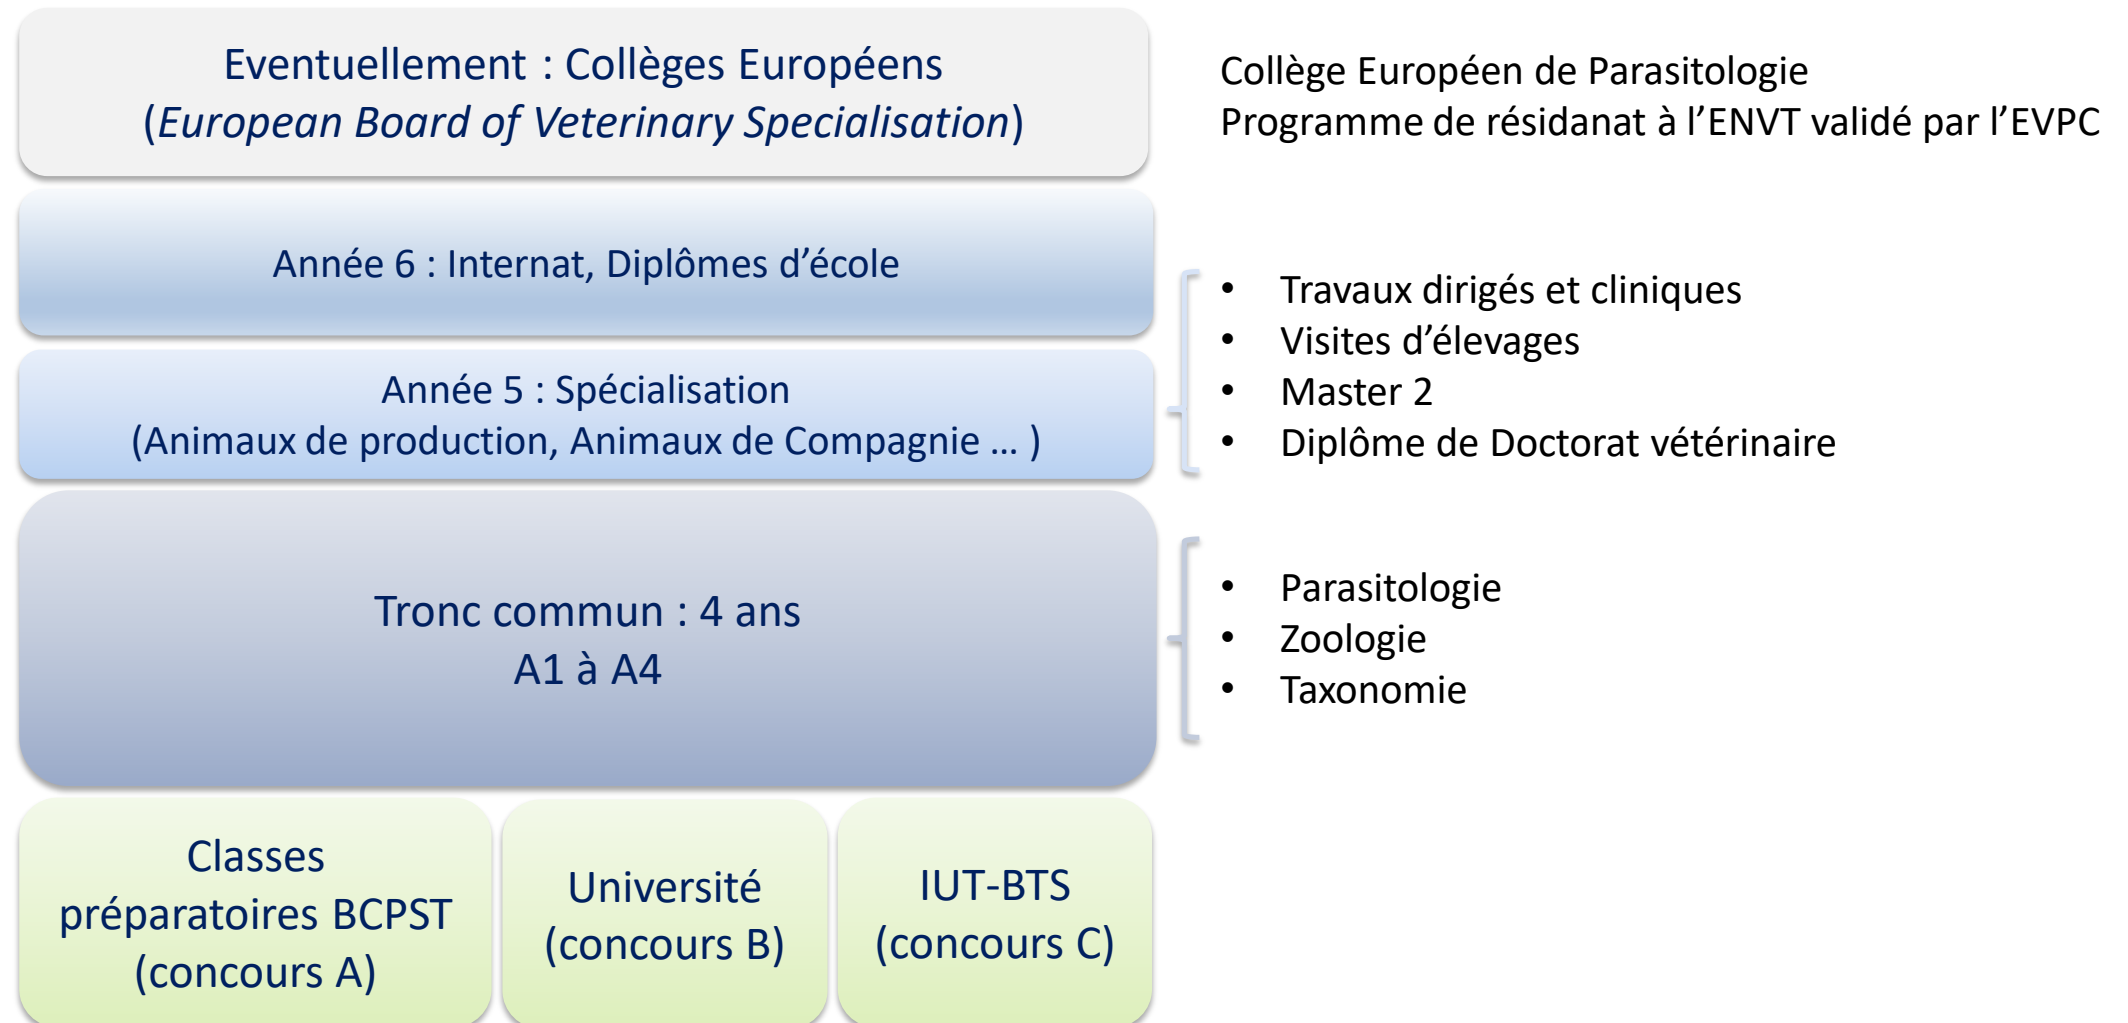 Eventuellement : Collèges Européens
(European Board of Veterinary Specialisation)
Collège Européen de Parasitologie
Programme de résidanat à l’ENVT validé par l’EVPC
Année 6 : Internat, Diplômes d’école
Année 5 : Spécialisation
(Animaux de production, Animaux de Compagnie ... )
• Travaux dirigés et cliniques
• Visites d’élevages
• Master 2
• Diplôme de Doctorat vétérinaire
Tronc commun : 4 ans
A1 à A4
• Parasitologie
• Zoologie
• Taxonomie
Classes
préparatoires BCPST
(concours A)
Université
(concours B)
IUT-BTS
(concours C)